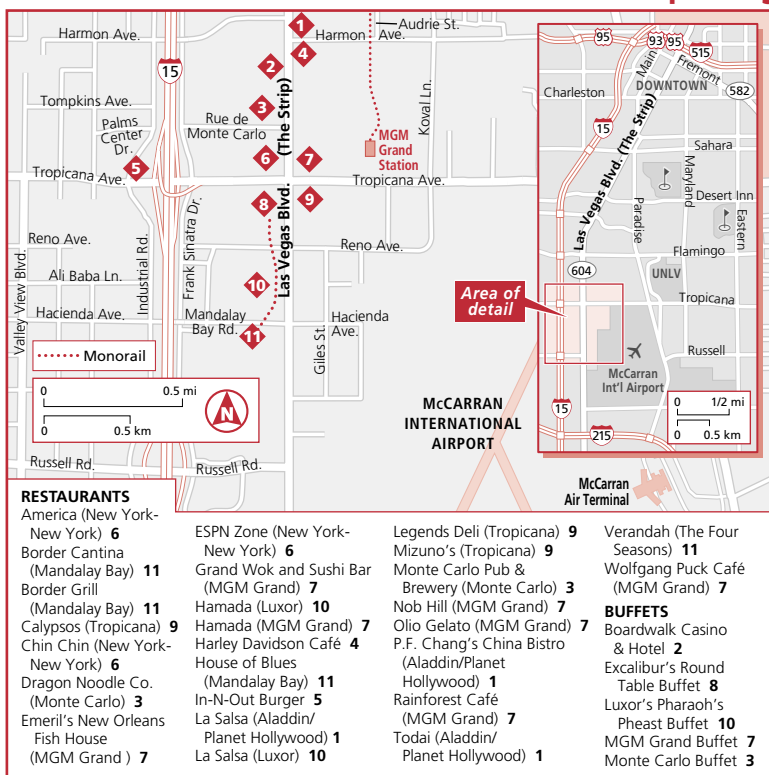 Audrie St.
Harmon Ave.
Harmon Ave.
1
4
2
15
Tompkins Ave.
3
Palms
Center
Dr.
Rue de
Monte Carlo
Las Vegas Blvd. (The Strip)
Koval Ln.
MGM
Grand
Station
5
6
7
Tropicana Ave.
Tropicana Ave.
8
9
Industrial Rd.
Frank Sinatra Dr.
Reno Ave.
Reno Ave.
Valley View Blvd.
Ali Baba Ln.
10
Hacienda Ave.
Mandalay
Bay Rd.
11
Hacienda
Ave.
Giles St.
Monorail
0 0.5 mi
0 0.5 km
N
Russell Rd.
Russell Rd.
McCARRAN
INTERNATIONAL
AIRPORT
McCarran
Air Terminal
95
93
95
515
Main
Fremont
DOWNTOWN
582
Charleston
15
Las Vegas Blvd. (The Strip)
Sahara
Maryland
Paradise
Desert Inn
Eastern
Flamingo
604
UNLV
Area of
detail
Tropicana
Russell
McCarran
Int'l Airport
15
215
0 1/2 mi
0 0.5 km
RESTAURANTS
America (New York-
New York) 6
Border Cantina
(Mandalay Bay) 11
Border Grill
(Mandalay Bay) 11
Calypsos (Tropicana) 9
Chin Chin (New York-
New York) 6
Dragon Noodle Co.
(Monte Carlo) 3
Emeril's New Orleans
Fish House
(MGM Grand ) 7
ESPN Zone (New York-
New York) 6
Grand Wok and Sushi Bar
(MGM Grand) 7
Hamada (Luxor) 10
Hamada (MGM Grand) 7
Harley Davidson Café 4
House of Blues
(Mandalay Bay) 11
In-N-Out Burger 5
La Salsa (Aladdin/
Planet Hollywood) 1
La Salsa (Luxor) 10
Legends Deli (Tropicana) 9
Mizuno's (Tropicana) 9
Monte Carlo Pub &
Brewery (Monte Carlo) 3
Nob Hill (MGM Grand) 7
Olio Gelato (MGM Grand) 7
P.F. Chang's China Bistro
(Aladdin/Planet
Hollywood) 1
Rainforest Café
(MGM Grand) 7
Todai (Aladdin/
Planet Hollywood) 1
Verandah (The Four
Seasons) 11
Wolfgang Puck Café
(MGM Grand) 7
BUFFETS
Boardwalk Casino
& Hotel 2
Excalibur's Round
Table Buffet 8
Luxor's Pharaoh's
Pheast Buffet 10
MGM Grand Buffet 7
Monte Carlo Buffet 3